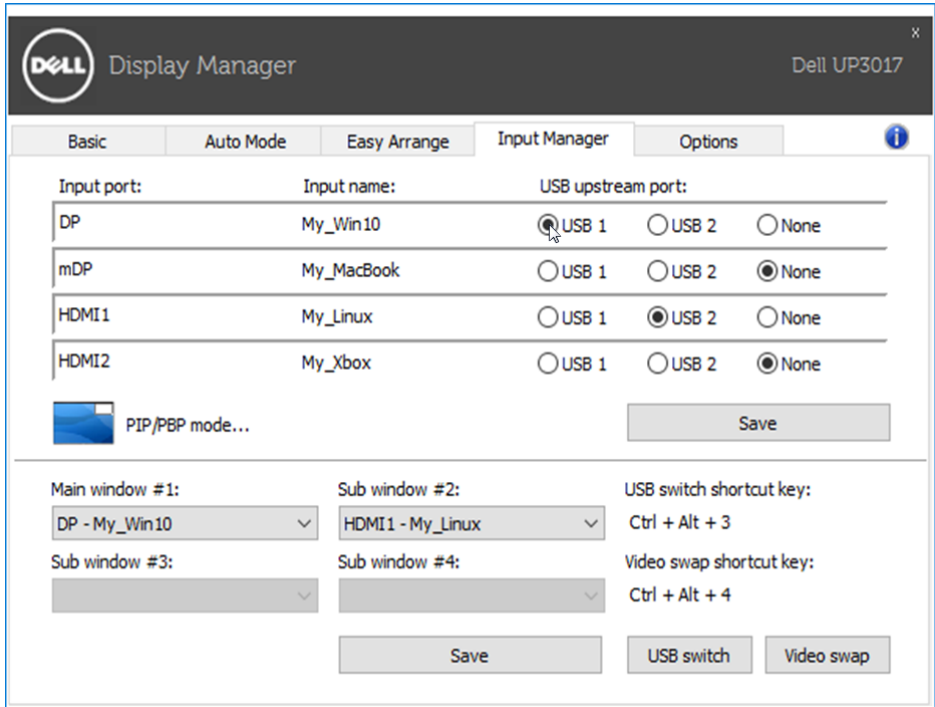 DELL Display Manager Dell UP3017 x
Basic Auto Mode Easy Arrange Input Manager Options i
Input port: Input name: USB upstream port:
DP My_Win10 USB 1 USB 2 None
mDP My_MacBook USB 1 USB 2 None
HDMI1 My_Linux USB 1 USB 2 None
HDMI2 My_Xbox USB 1 USB 2 None
PIP/PBP mode... Save
Main window #1: Sub window #2: USB switch shortcut key:
DP - My_Win10 HDMI1 - My_Linux Ctrl + Alt + 3
Sub window #3: Sub window #4: Video swap shortcut key:
Ctrl + Alt + 4
Save USB switch Video swap